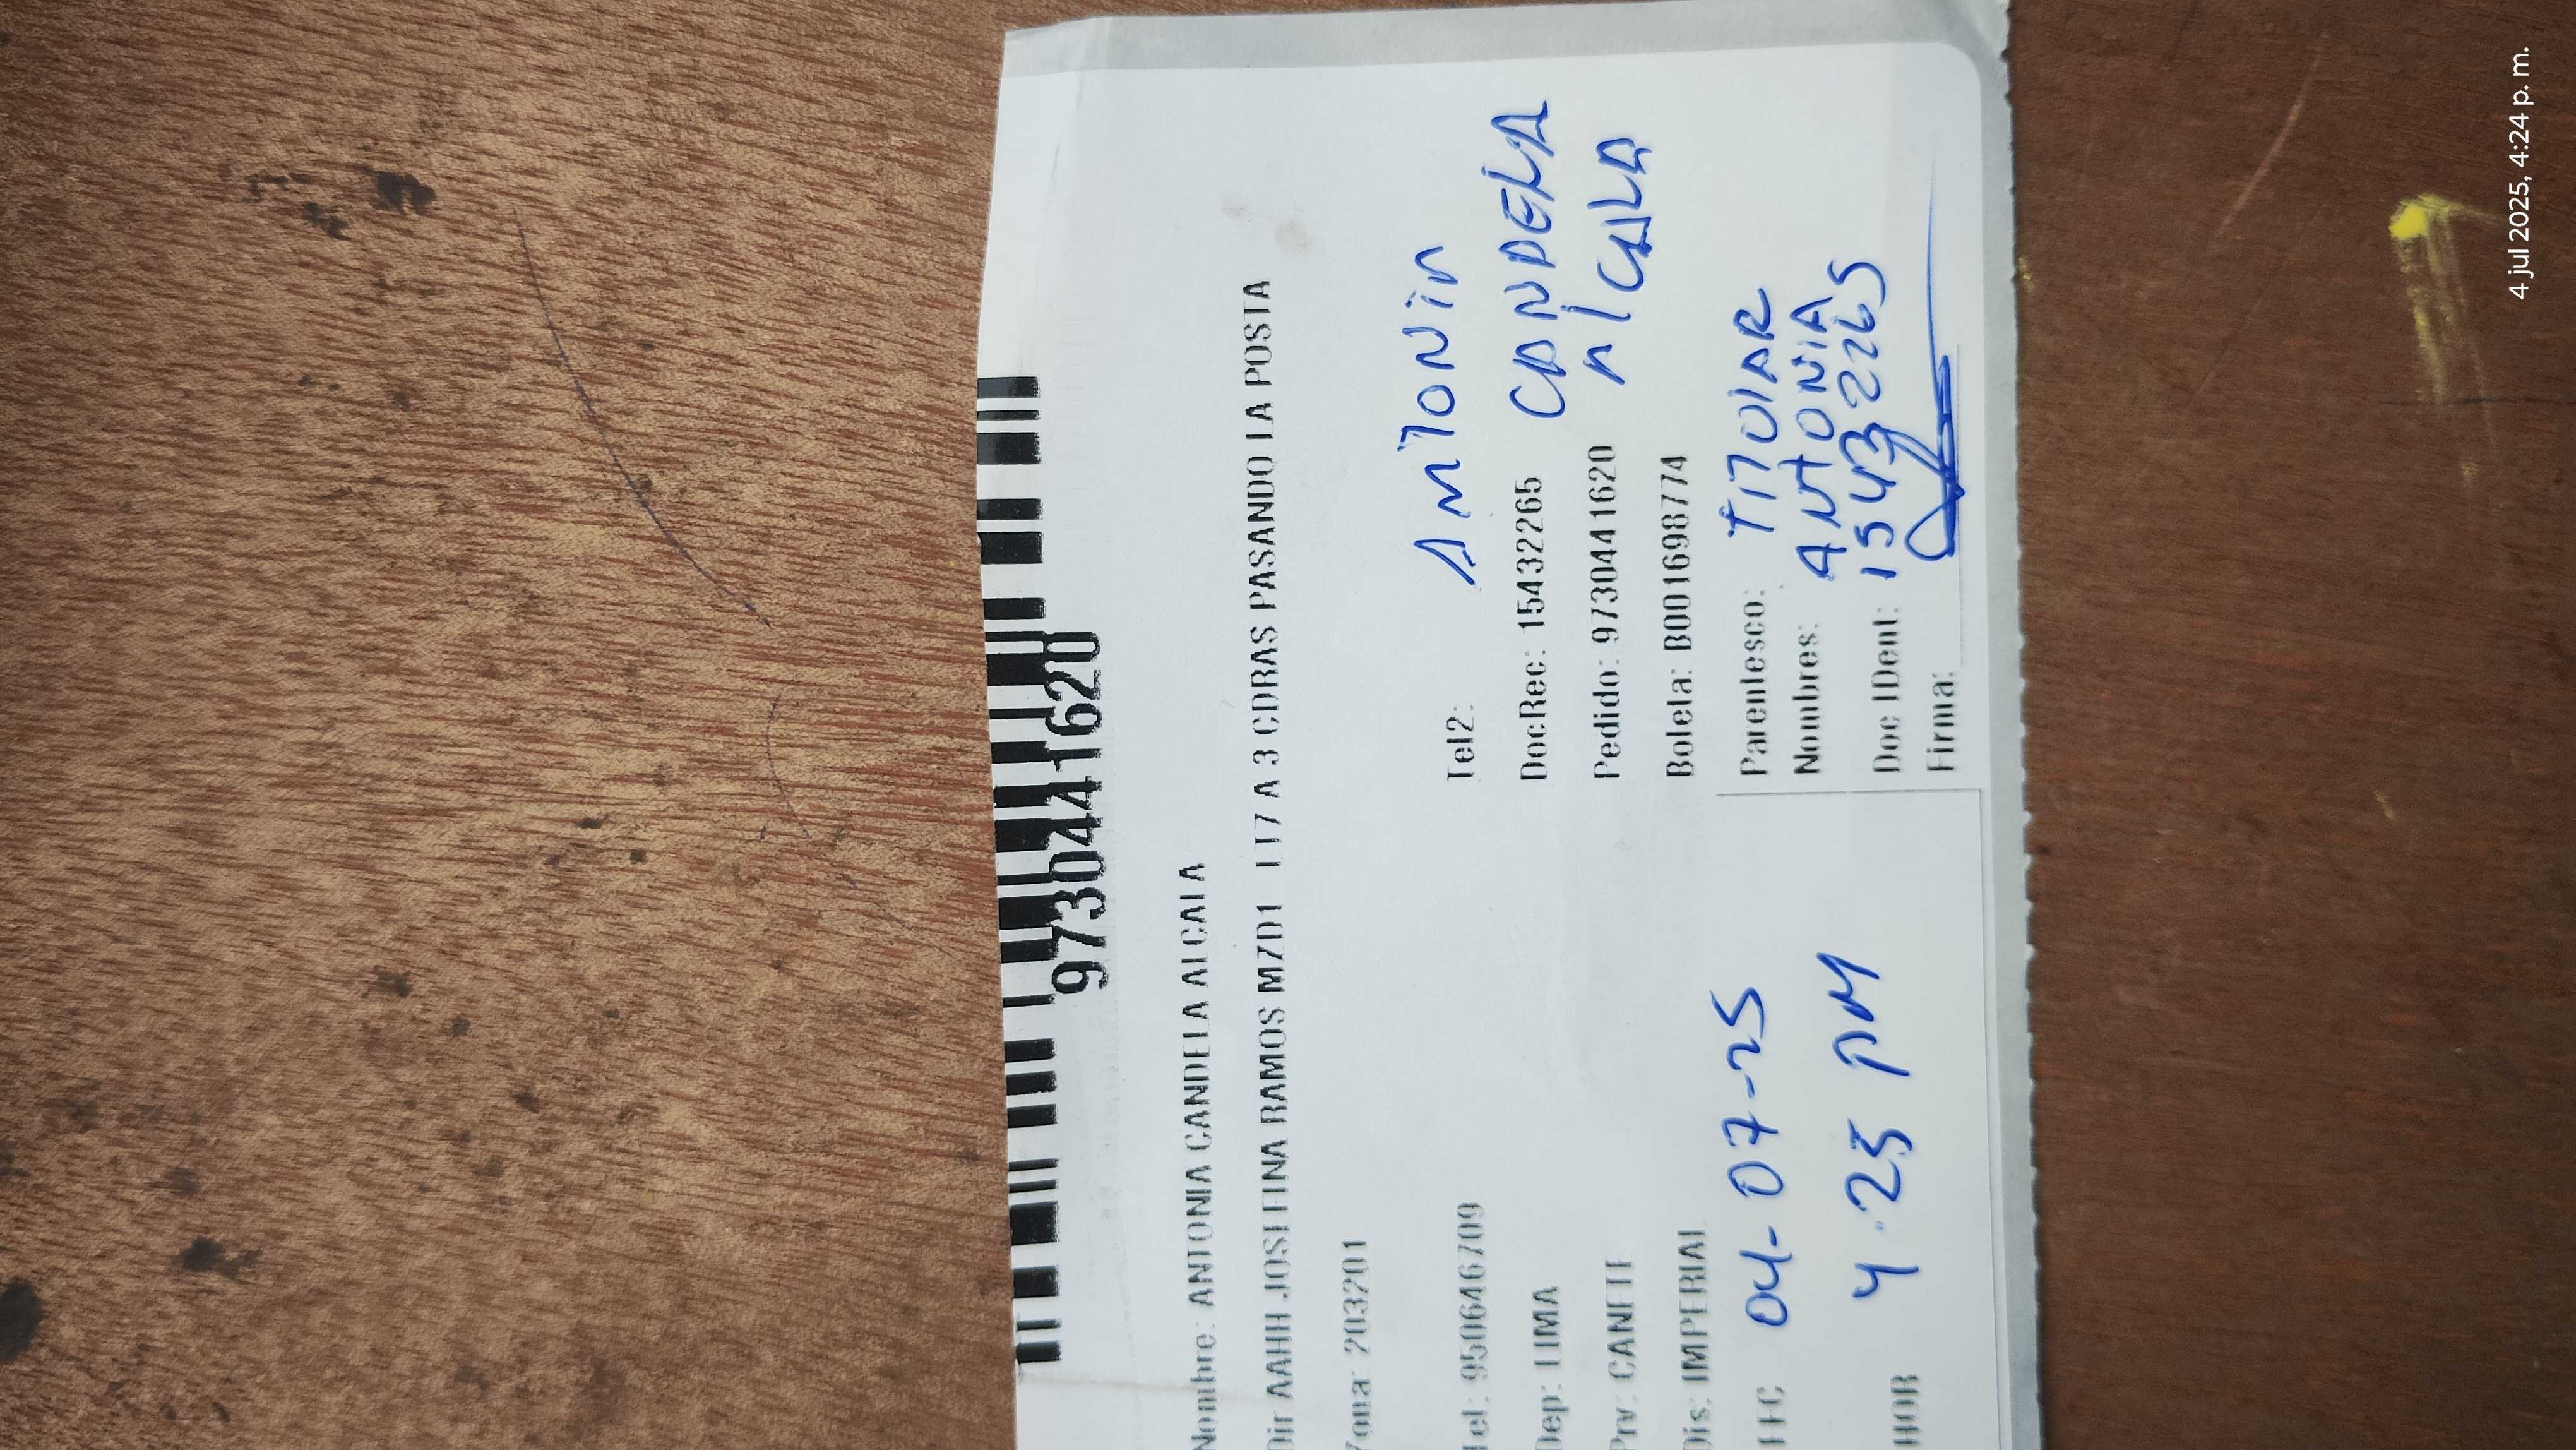 9730441620
Nombre: ANTONIA CANDELA ALCALA
Dir AAHH JOSEFINA RAMOS MZD1 LT7 A 3 CDRAS PASANDO LA POSTA
Zona: 203201
Tel: 950646709
Tel2:
Antonia
Dep: LIMA
DocRec: 15432265
CANDELA
Prv: CANETE
Pedido: 9730441620
Dis: IMPERIAL
Boleta: B001698774
FEC 04-07-25
Parentesco: TITULAR
Nombres: ANTONIA
HOR 4.23 PM
Doc IDent: 15432265
Firma:
4 jul 2025, 4:24 p. m.